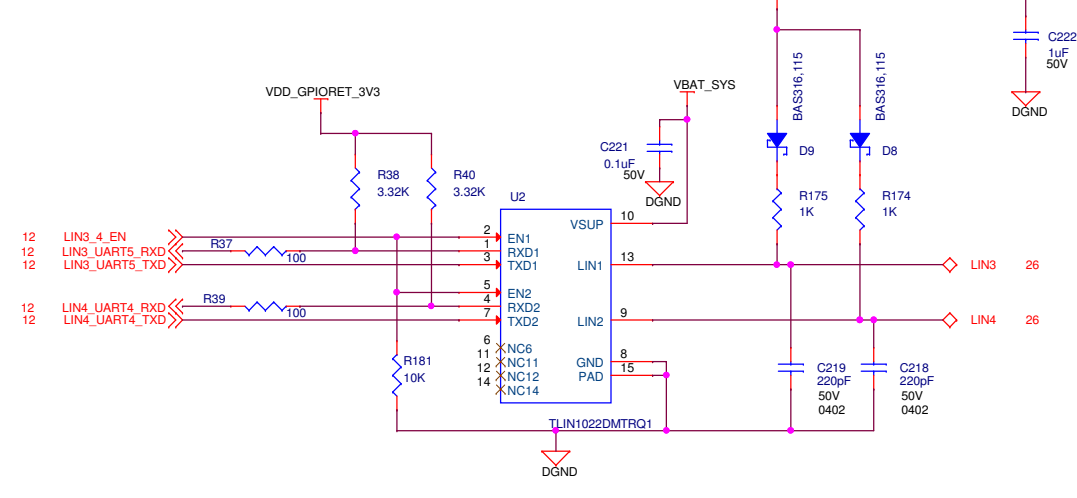 C222
1uF
50V
DGND
VDD_GPIORET_3V3
VBAT_SYS
BAS316,115
BAS316,115
C221
0.1uF
50V
DGND
D9
D8
R38
3.32K
R40
3.32K
R175
1K
R174
1K
U2
12 LIN3_4_EN
12 LIN3_UART5_RXD
12 LIN3_UART5_TXD
R37
100
12 LIN4_UART4_RXD
12 LIN4_UART4_TXD
R39
100
2 EN1
1 RXD1
3 TXD1
5 EN2
4 RXD2
7 TXD2
6 NC6
11 NC11
12 NC12
14 NC14
VSUP 10
LIN1 13
LIN2 9
GND 8
PAD 15
LIN3 26
LIN4 26
R181
10K
C219
220pF
50V
0402
C218
220pF
50V
0402
TLIN1022DMTRQ1
DGND